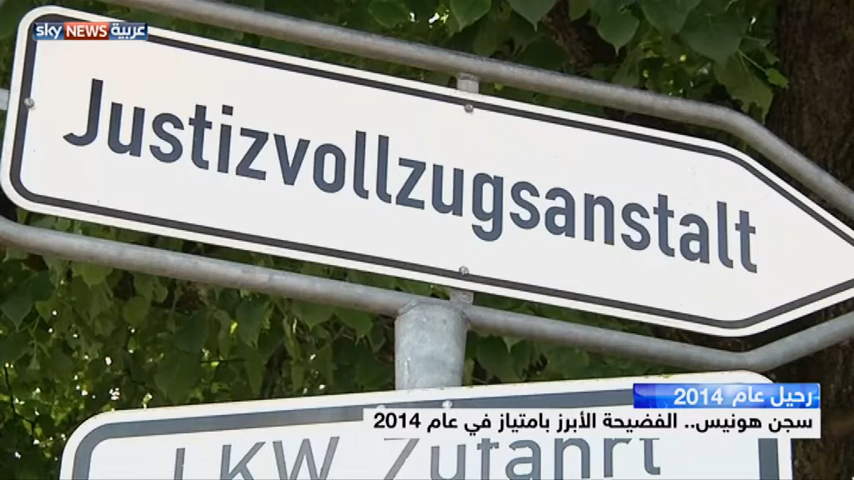 sky NEWS عربية
Justizvollzugsanstalt
رحيل عام 2014
سجن هونيس.. الفضيحة الأبرز بامتياز في عام 2014
LKW Zufahrt